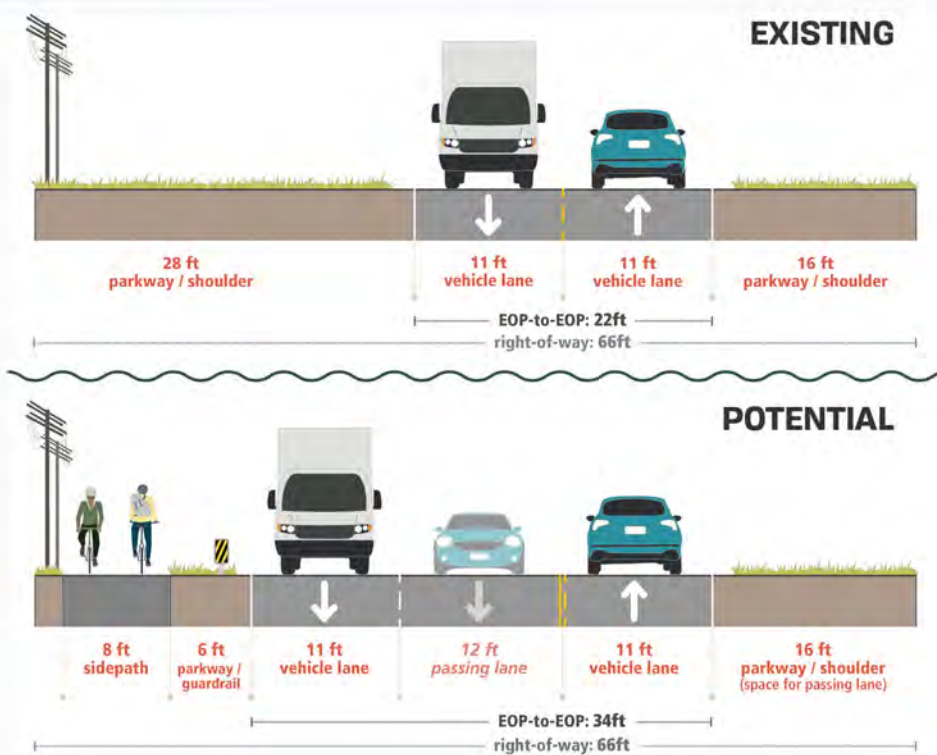 EXISTING
28 ft
parkway / shoulder
11 ft
vehicle lane
11 ft
vehicle lane
16 ft
parkway / shoulder
EOP-to-EOP: 22ft
right-of-way: 66ft
POTENTIAL
8 ft
sidepath
6 ft
parkway /
guardrail
11 ft
vehicle lane
12 ft
passing lane
11 ft
vehicle lane
16 ft
parkway / shoulder
(space for passing lane)
EOP-to-EOP: 34ft
right-of-way: 66ft